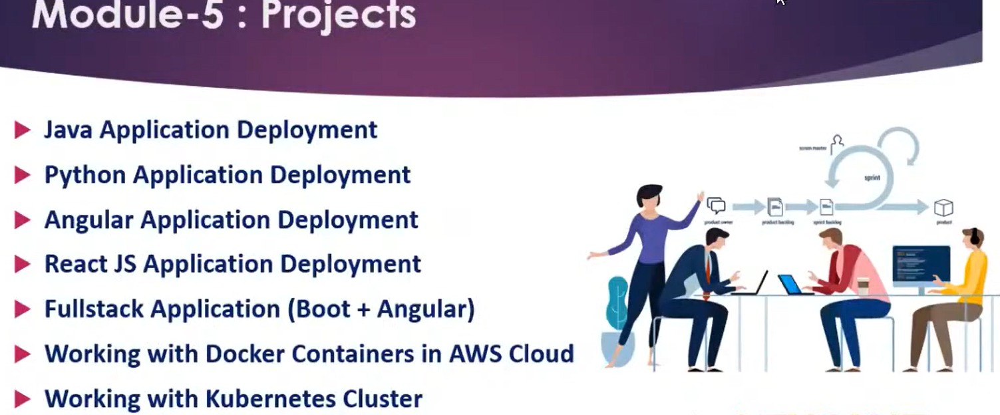 Module-5 : Projects
Java Application Deployment
Python Application Deployment
Angular Application Deployment
React JS Application Deployment
Fullstack Application (Boot + Angular)
Working with Docker Containers in AWS Cloud
Working with Kubernetes Cluster
scrum master
sprint
product owner
product backlog
sprint backlog
product